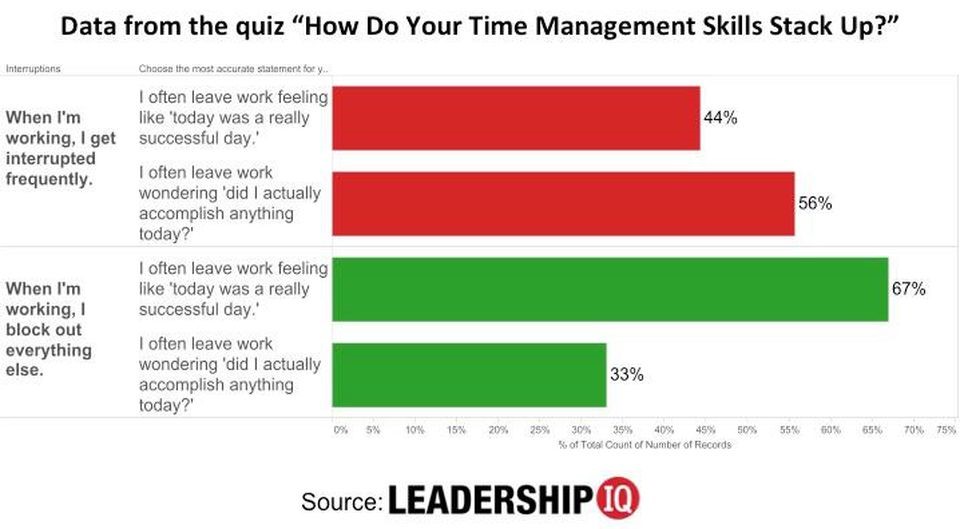 Data from the quiz “How Do Your Time Management Skills Stack Up?”
Interruptions
Choose the most accurate statement for y..
When I'm
working, I get
interrupted
frequently.
I often leave work feeling
like 'today was a really
successful day.'
44%
I often leave work
wondering 'did I actually
accomplish anything
today?'
56%
When I'm
working, I
block out
everything
else.
I often leave work feeling
like 'today was a really
successful day.'
67%
I often leave work
wondering 'did I actually
accomplish anything
today?'
33%
0% 5% 10% 15% 20% 25% 30% 35% 40% 45% 50% 55% 60% 65% 70% 75%
% of Total Count of Number of Records
Source: LEADERSHIP IQ